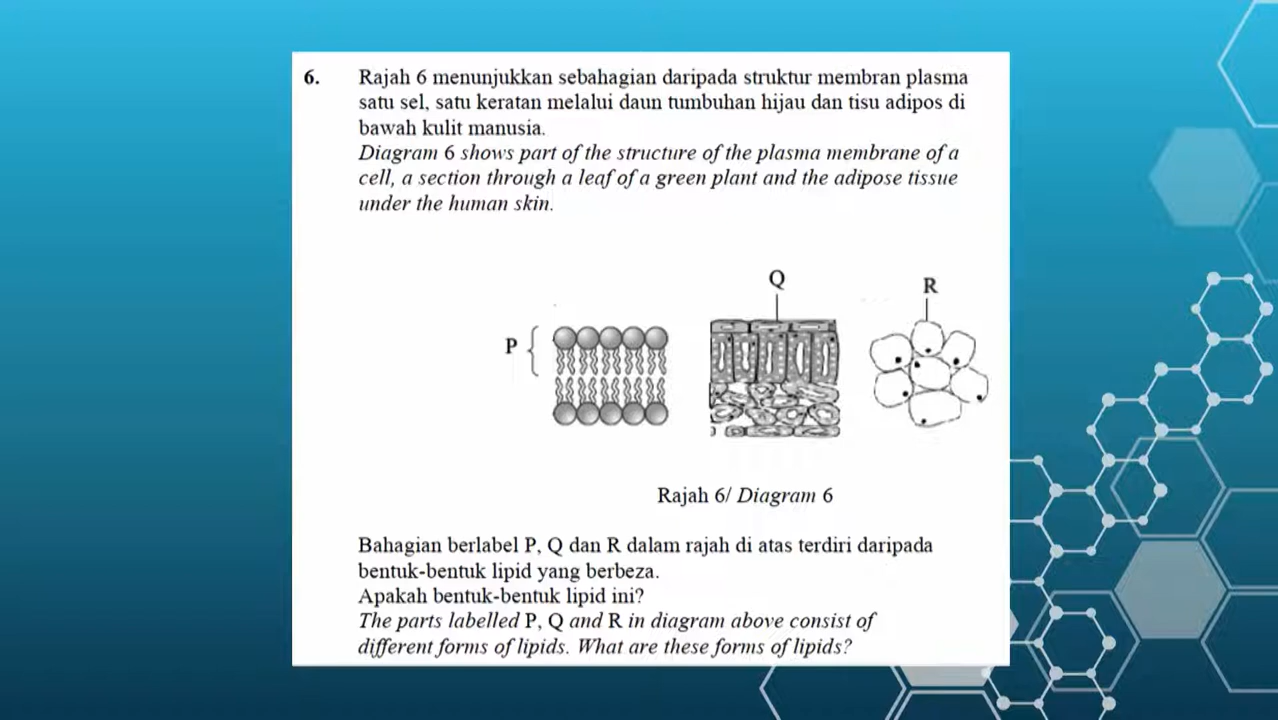 6. Rajah 6 menunjukkan sebahagian daripada struktur membran plasma
satu sel, satu keratan melalui daun tumbuhan hijau dan tisu adipos di
bawah kulit manusia.
Diagram 6 shows part of the structure of the plasma membrane of a
cell, a section through a leaf of a green plant and the adipose tissue
under the human skin.
Q
R
P
Rajah 6/ Diagram 6
Bahagian berlabel P, Q dan R dalam rajah di atas terdiri daripada
bentuk-bentuk lipid yang berbeza.
Apakah bentuk-bentuk lipid ini?
The parts labelled P, Q and R in diagram above consist of
different forms of lipids. What are these forms of lipids?